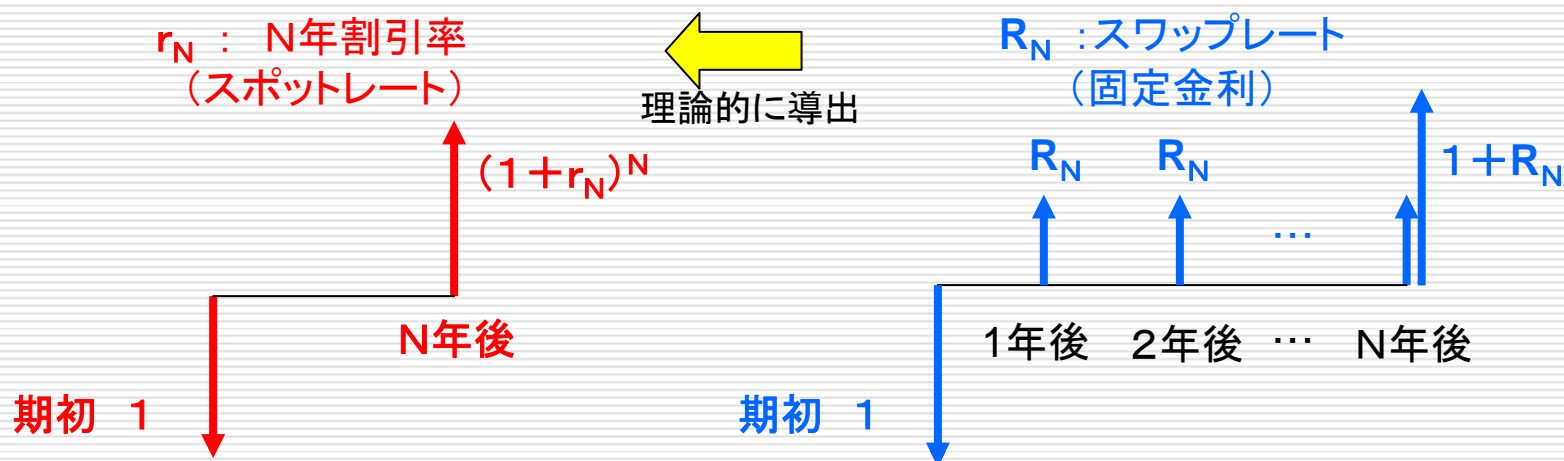 rN : N年割引率
(スポットレート)
理論的に導出
RN :スワップレート
(固定金利)
(1+rN)N
RN RN 1+RN
…
N年後
1年後 2年後 … N年後
期初 1
期初 1